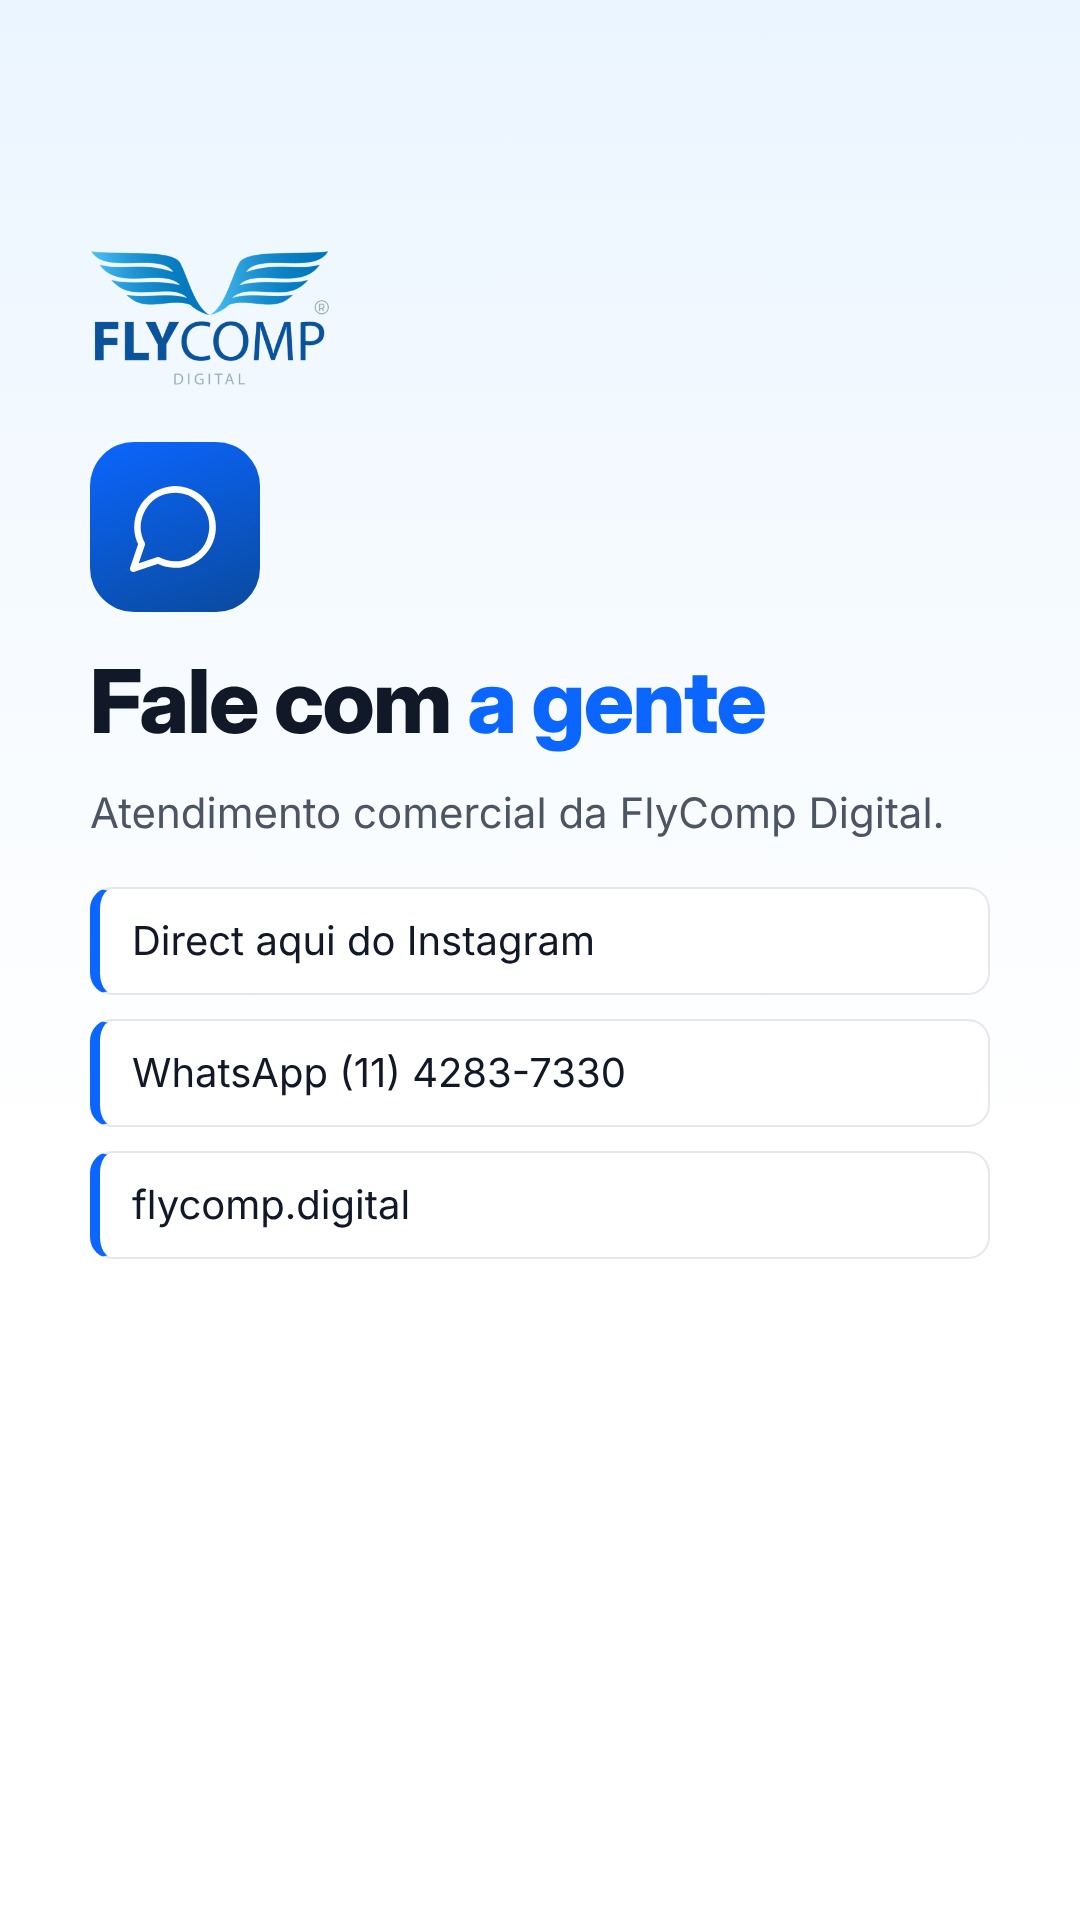 FLYCOMP®
DIGITAL
Fale com a gente
Atendimento comercial da FlyComp Digital.
Direct aqui do Instagram
WhatsApp (11) 4283-7330
flycomp.digital